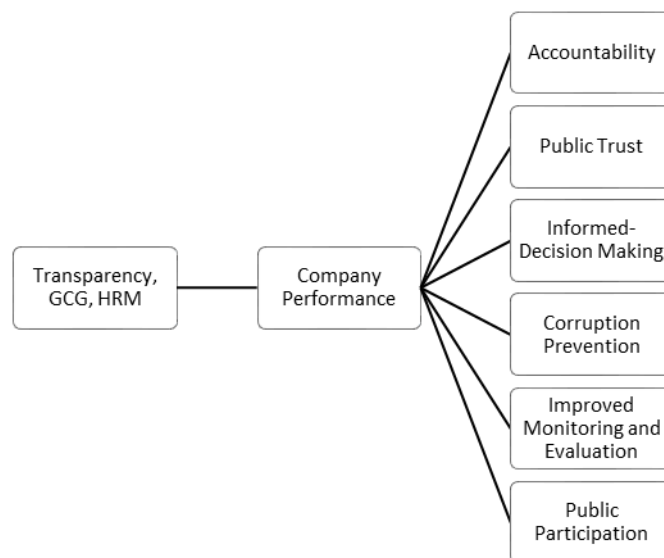 Transparency,
GCG, HRM
Company
Performance
Accountability
Public Trust
Informed-
Decision Making
Corruption
Prevention
Improved
Monitoring and
Evaluation
Public
Participation